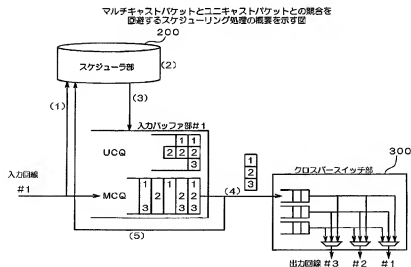 マルチキャストパケットとユニキャストパケットとの競合を
回避するスケジューリング処理の概要を示す図
200
スケジューラ部
(2)
(1)
(3)
入力バッファ部#1
UCQ
1
2 2 2
3
300
クロスバースイッチ部
入力回線
#1
MCQ
1 3
2
1
3
1 2
2 3
(4)
1
2
3
(5)
出力回線 #3 #2 #1